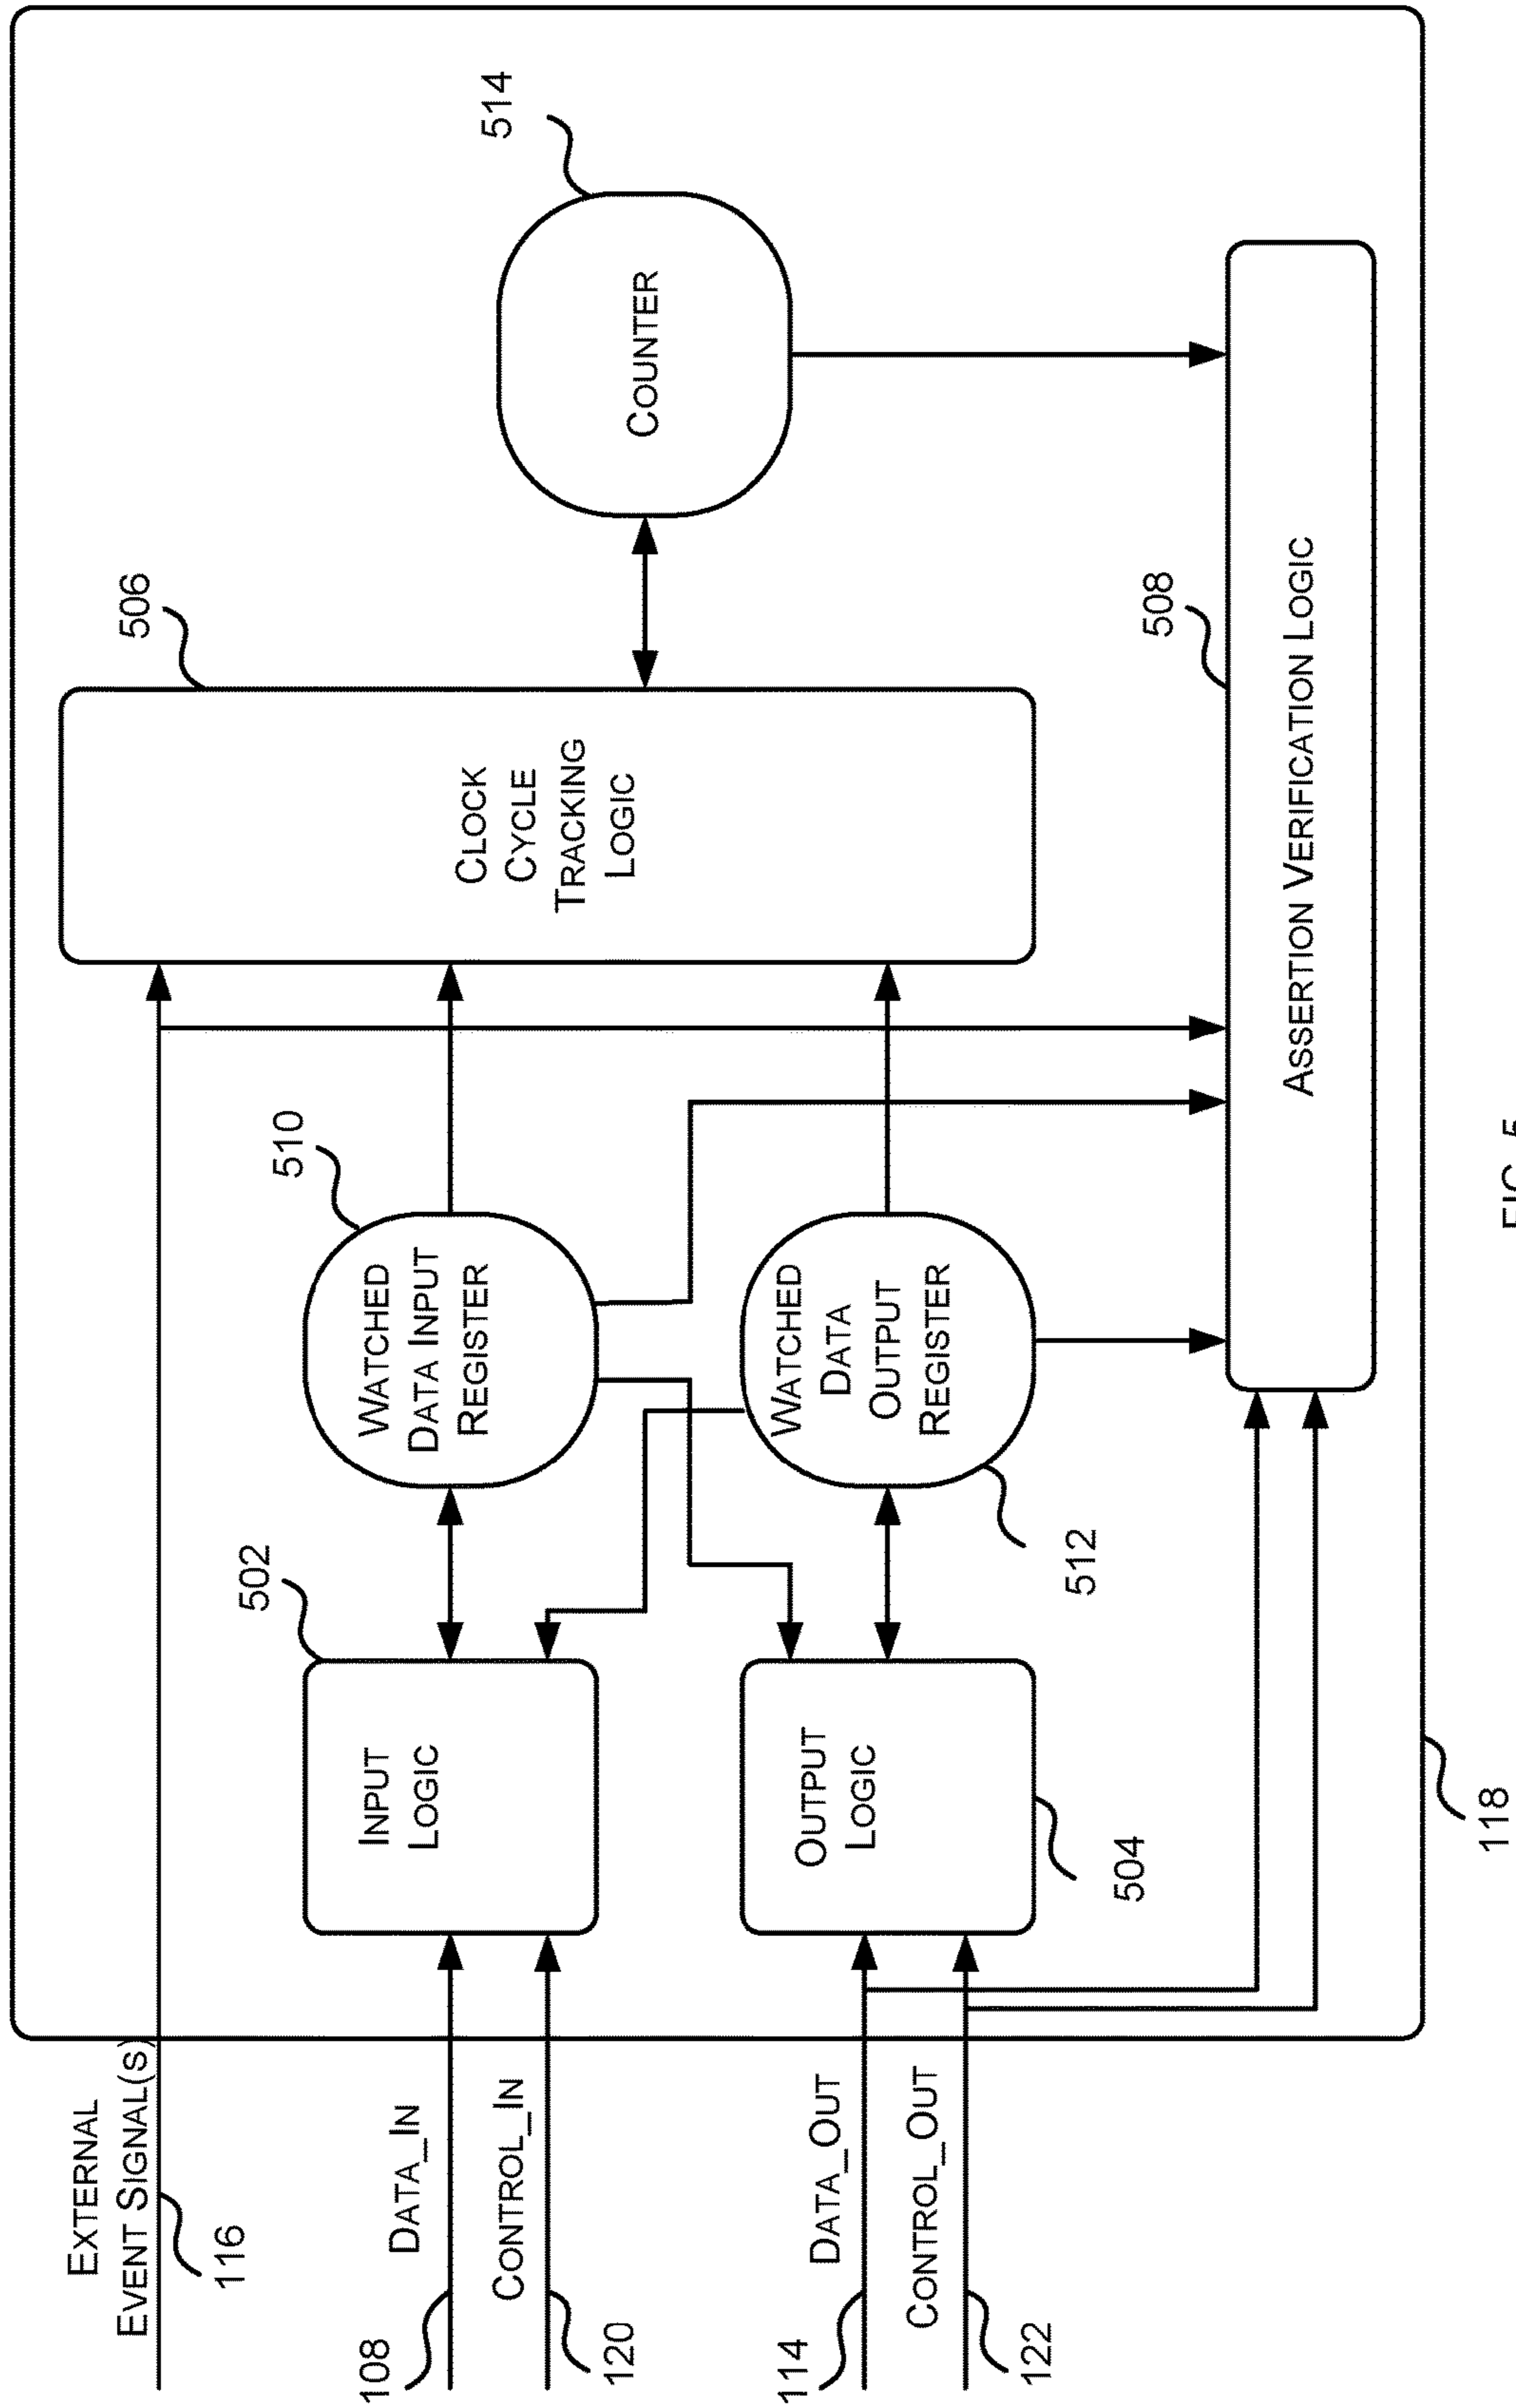 EXTERNAL
EVENT SIGNAL(S)
116
506
514
CLOCK
CYCLE
TRACKING
LOGIC
COUNTER
502
510
108
DATA_IN
INPUT
LOGIC
WATCHED
DATA INPUT
REGISTER
120
CONTROL_IN
114
DATA_OUT
OUTPUT
LOGIC
WATCHED
DATA
OUTPUT
REGISTER
122
CONTROL_OUT
504
512
508
ASSERTION VERIFICATION LOGIC
118
FIG. 5